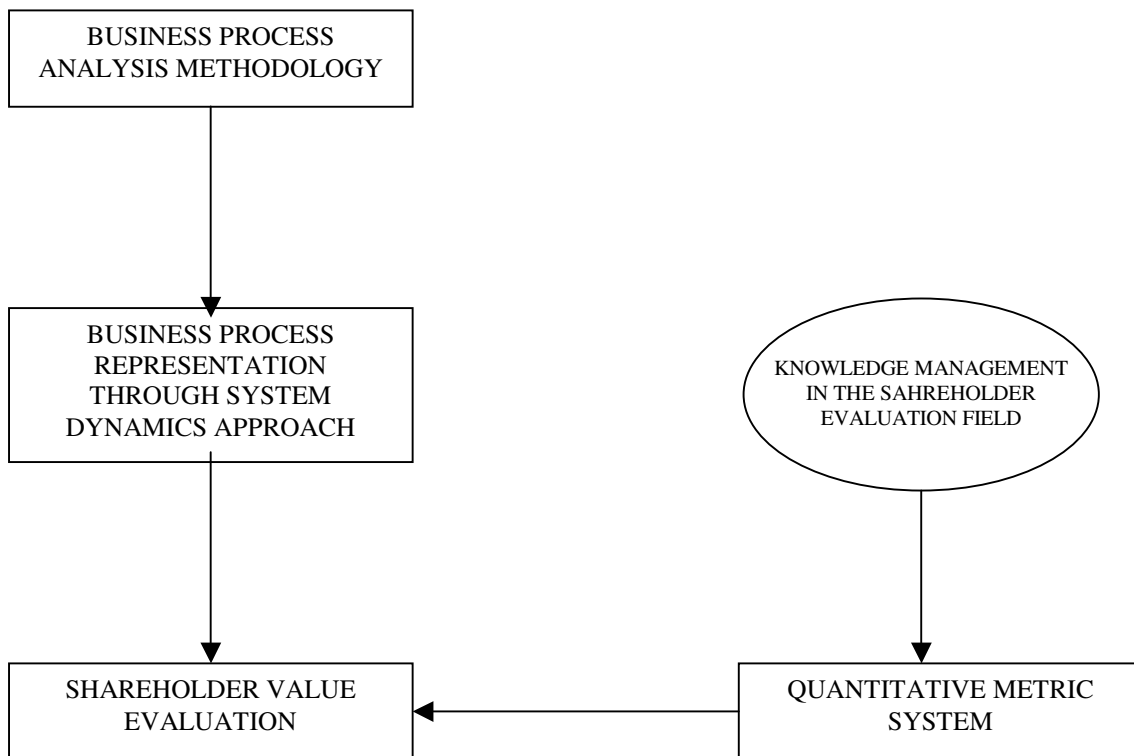 BUSINESS PROCESS
ANALYSIS METHODOLOGY
BUSINESS PROCESS
REPRESENTATION
THROUGH SYSTEM
DYNAMICS APPROACH
KNOWLEDGE MANAGEMENT
IN THE SAHREHOLDER
EVALUATION FIELD
SHAREHOLDER VALUE
EVALUATION
QUANTITATIVE METRIC
SYSTEM